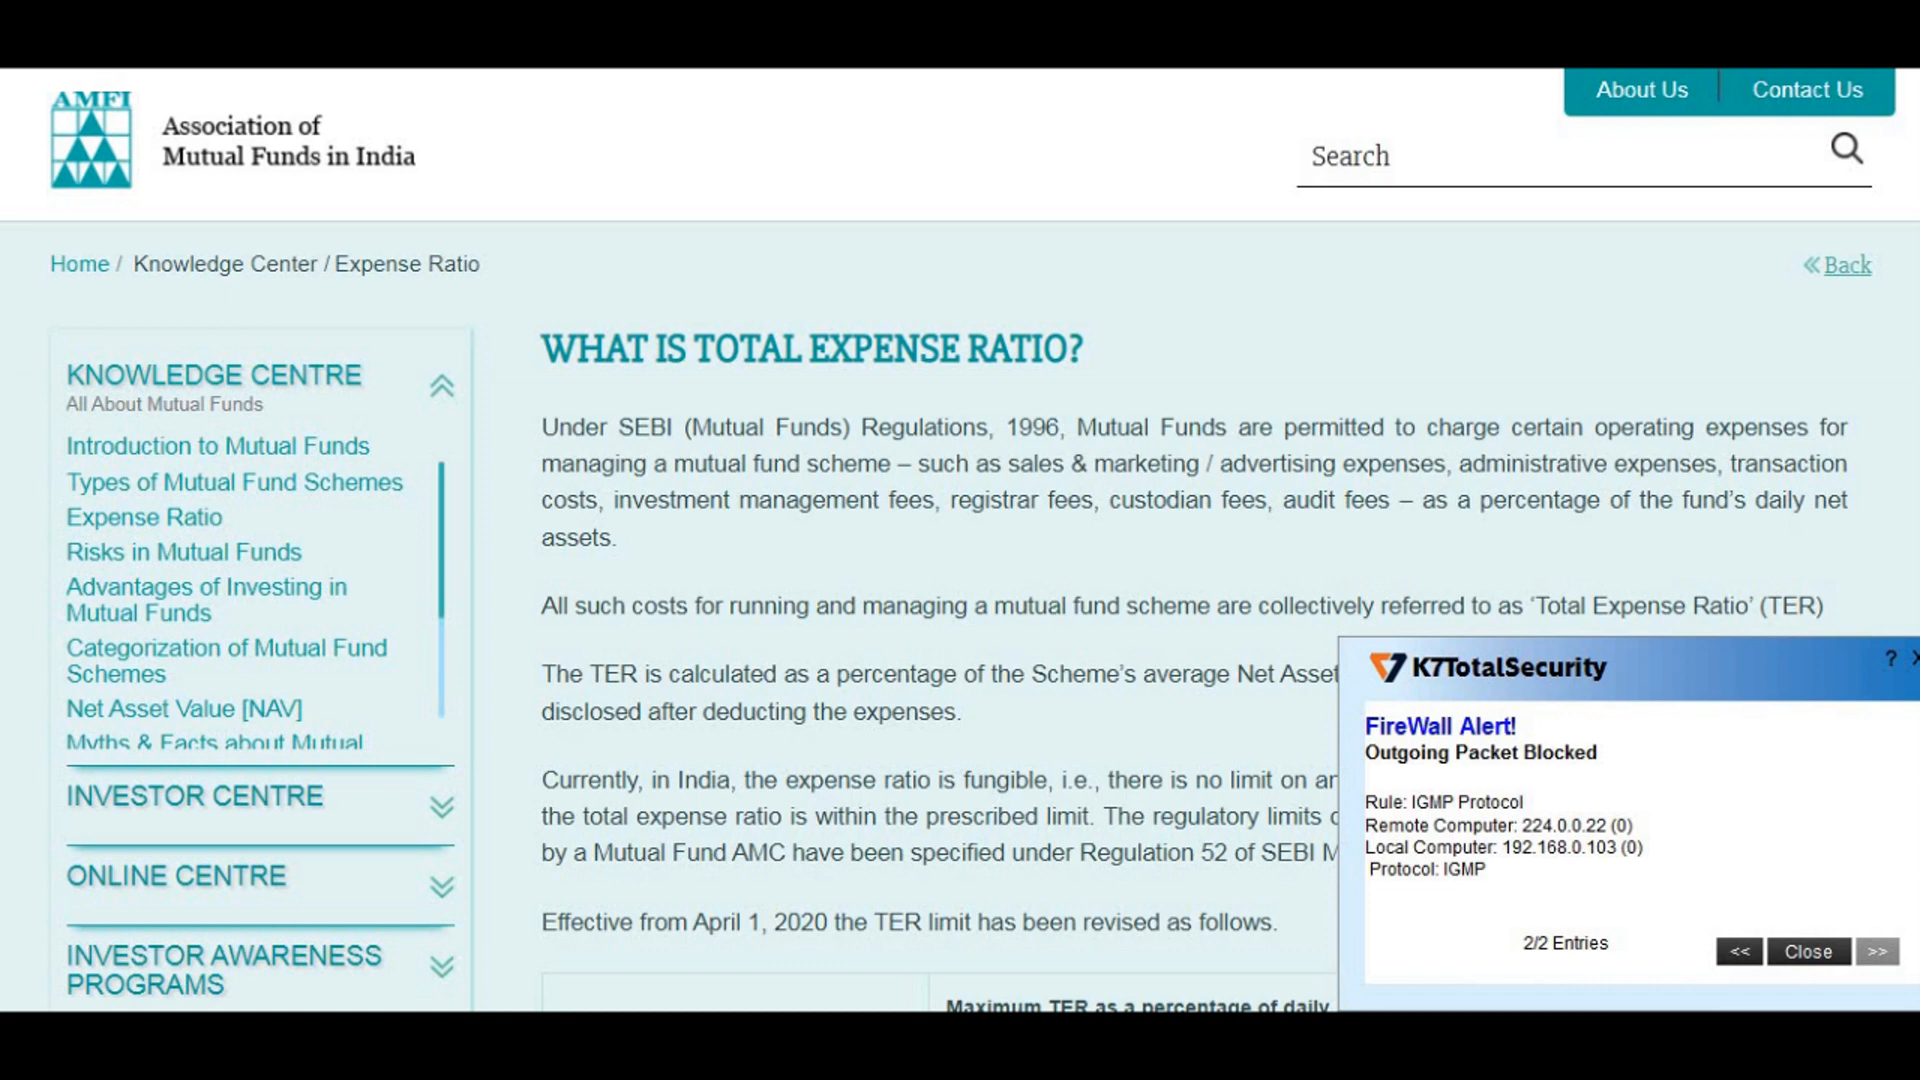 About Us
Contact Us
AMFI
Association of
Mutual Funds in India
Search
Home / Knowledge Center / Expense Ratio
Back
KNOWLEDGE CENTRE
All About Mutual Funds
Introduction to Mutual Funds
Types of Mutual Fund Schemes
Expense Ratio
Risks in Mutual Funds
Advantages of Investing in
Mutual Funds
Categorization of Mutual Fund
Schemes
Net Asset Value [NAV]
Myths & Facts about Mutual
INVESTOR CENTRE
ONLINE CENTRE
INVESTOR AWARENESS
PROGRAMS
WHAT IS TOTAL EXPENSE RATIO?
Under SEBI (Mutual Funds) Regulations, 1996, Mutual Funds are permitted to charge certain operating expenses for
managing a mutual fund scheme – such as sales & marketing / advertising expenses, administrative expenses, transaction
costs, investment management fees, registrar fees, custodian fees, audit fees – as a percentage of the fund’s daily net
assets.
All such costs for running and managing a mutual fund scheme are collectively referred to as ‘Total Expense Ratio’ (TER)
The TER is calculated as a percentage of the Scheme’s average Net Asset
disclosed after deducting the expenses.
Currently, in India, the expense ratio is fungible, i.e., there is no limit on
the total expense ratio is within the prescribed limit. The regulatory limits
by a Mutual Fund AMC have been specified under Regulation 52 of SEBI
Effective from April 1, 2020 the TER limit has been revised as follows.
Maximum TER as a percentage of daily
K7TotalSecurity
?
FireWall Alert!
Outgoing Packet Blocked
Rule: IGMP Protocol
Remote Computer: 224.0.0.22 (0)
Local Computer: 192.168.0.103 (0)
Protocol: IGMP
2/2 Entries
<< Close >>